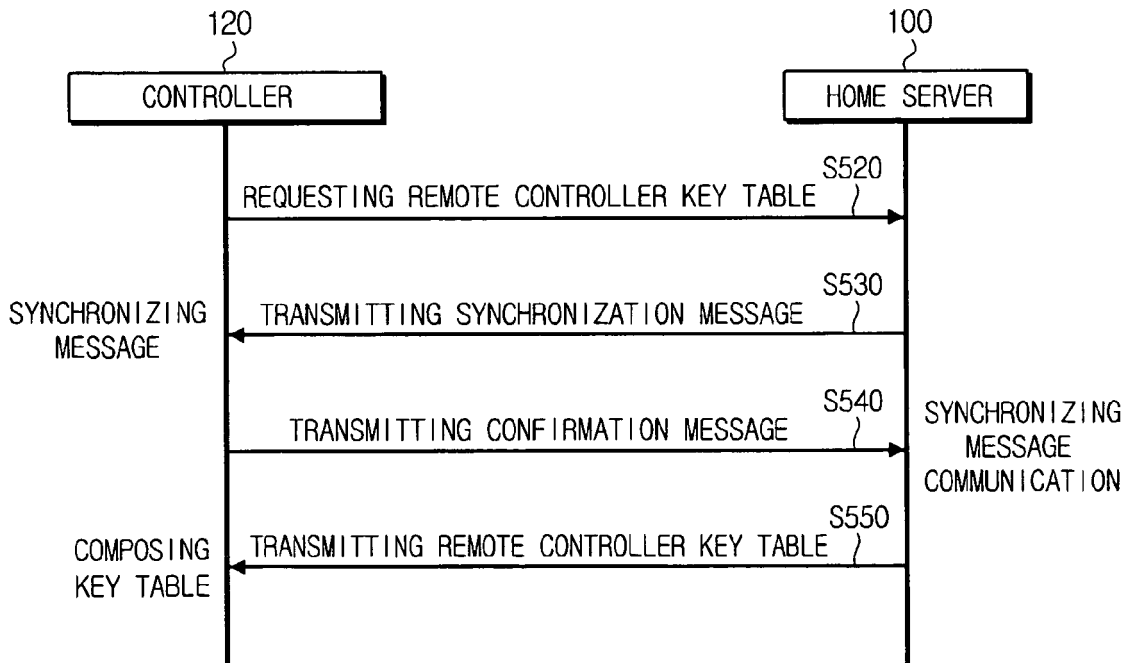 120
100
CONTROLLER
HOME SERVER
S520
REQUESTING REMOTE CONTROLLER KEY TABLE
S530
SYNCHRONIZING
MESSAGE
TRANSMITTING SYNCHRONIZATION MESSAGE
S540
TRANSMITTING CONFIRMATION MESSAGE
SYNCHRONIZING
MESSAGE
COMMUNICATION
S550
COMPOSING
KEY TABLE
TRANSMITTING REMOTE CONTROLLER KEY TABLE